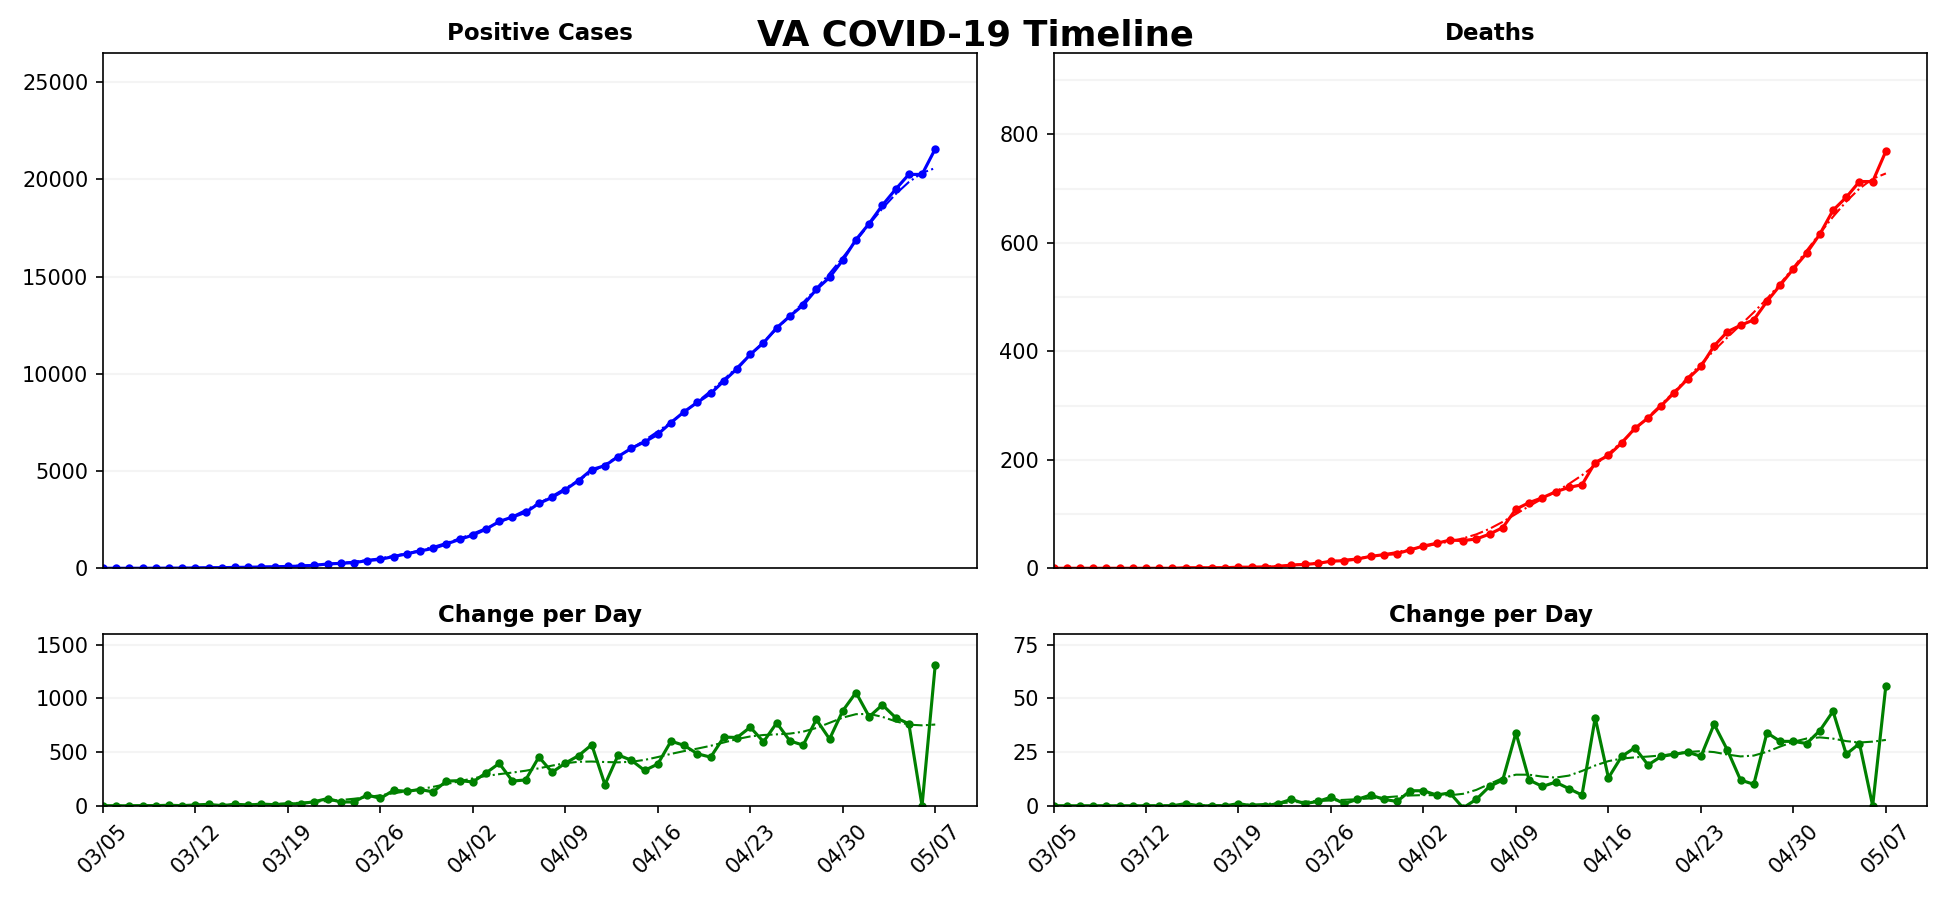 VA COVID-19 Timeline
Positive Cases
25000
20000
15000
10000
5000
0
Deaths
800
600
400
200
0
Change per Day
1500
1000
500
0
03/05 03/12 03/19 03/26 04/02 04/09 04/16 04/23 04/30 05/07
Change per Day
75
50
25
0
03/05 03/12 03/19 03/26 04/02 04/09 04/16 04/23 04/30 05/07